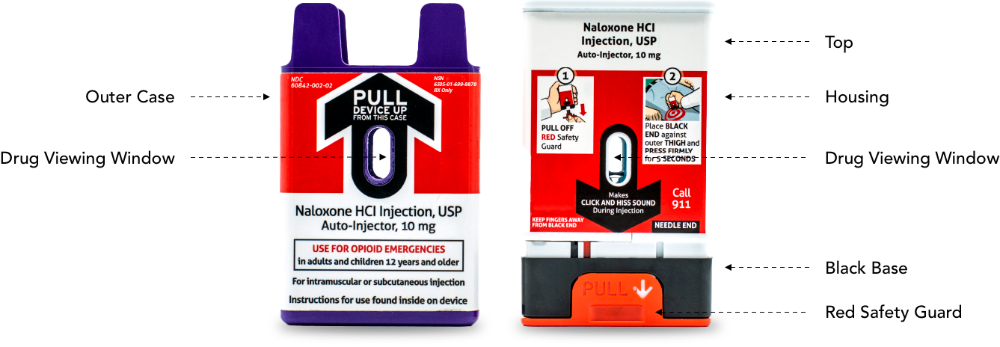 Outer Case
Drug Viewing Window
NDC
60842-002-02
NSN
6505-01-699-8878
RX Only
PULL
DEVICE UP
FROM THIS CASE
Naloxone HCI Injection, USP
Auto-Injector, 10 mg
USE FOR OPIOID EMERGENCIES
in adults and children 12 years and older
For intramuscular or subcutaneous injection
Instructions for use found inside on device
Naloxone HCI
Injection, USP
Auto-Injector, 10 mg
1
PULL OFF
RED Safety
Guard
2
Place BLACK
END against
outer THIGH and
PRESS FIRMLY
for 5 SECONDS
Makes
CLICK AND HISS SOUND
During Injection
Call
911
KEEP FINGERS AWAY
FROM BLACK END
NEEDLE END
PULL
Top
Housing
Drug Viewing Window
Black Base
Red Safety Guard